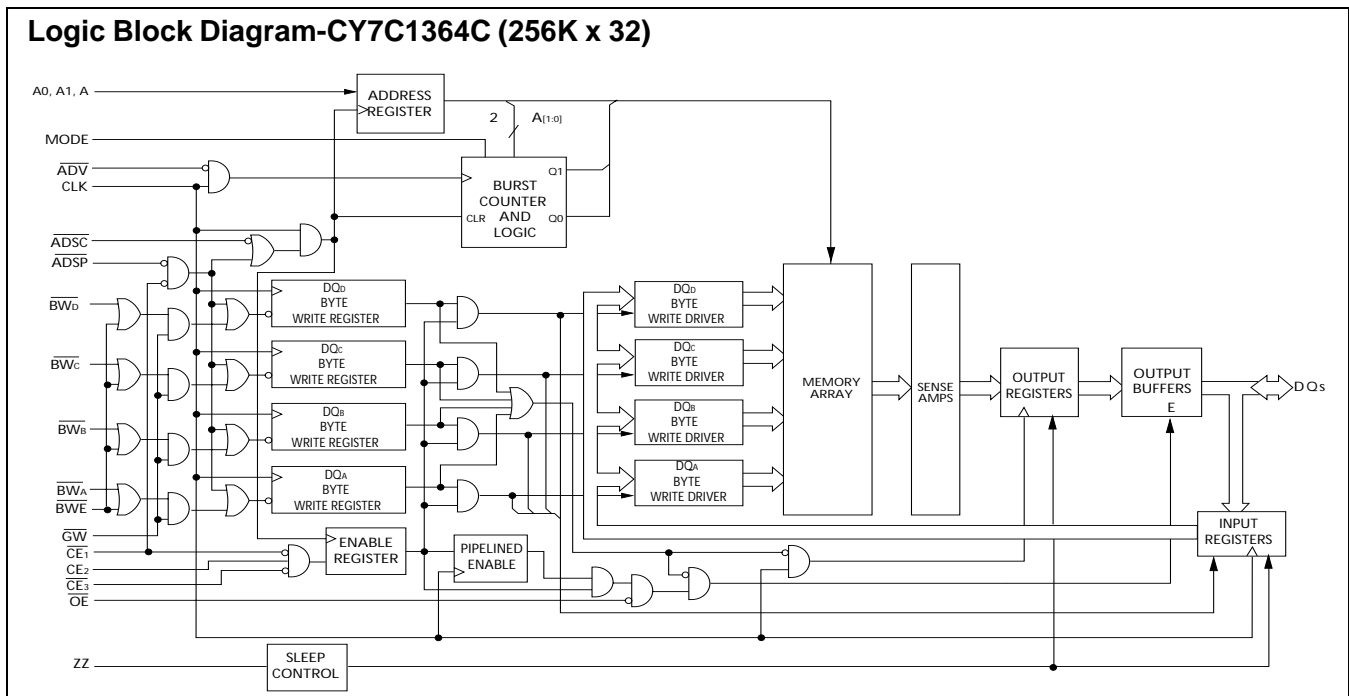 Logic Block Diagram-CY7C1364C (256K x 32)
A0, A1, A
ADDRESS
REGISTER
2 A[1:0]
MODE
ADV
CLK
BURST
COUNTER
AND
LOGIC
Q1
CLR
Q0
ADSC
ADSP
BWD
DQD
BYTE
WRITE REGISTER
DQD
BYTE
WRITE DRIVER
BWC
DQC
BYTE
WRITE REGISTER
DQC
BYTE
WRITE DRIVER
BWB
DQB
BYTE
WRITE REGISTER
DQB
BYTE
WRITE DRIVER
BWA
BWE
DQA
BYTE
WRITE REGISTER
DQA
BYTE
WRITE DRIVER
MEMORY
ARRAY
SENSE
AMPS
OUTPUT
REGISTERS
OUTPUT
BUFFERS
E
DQs
INPUT
REGISTERS
GW
CE1
CE2
CE3
OE
ENABLE
REGISTER
PIPELINED
ENABLE
ZZ
SLEEP
CONTROL